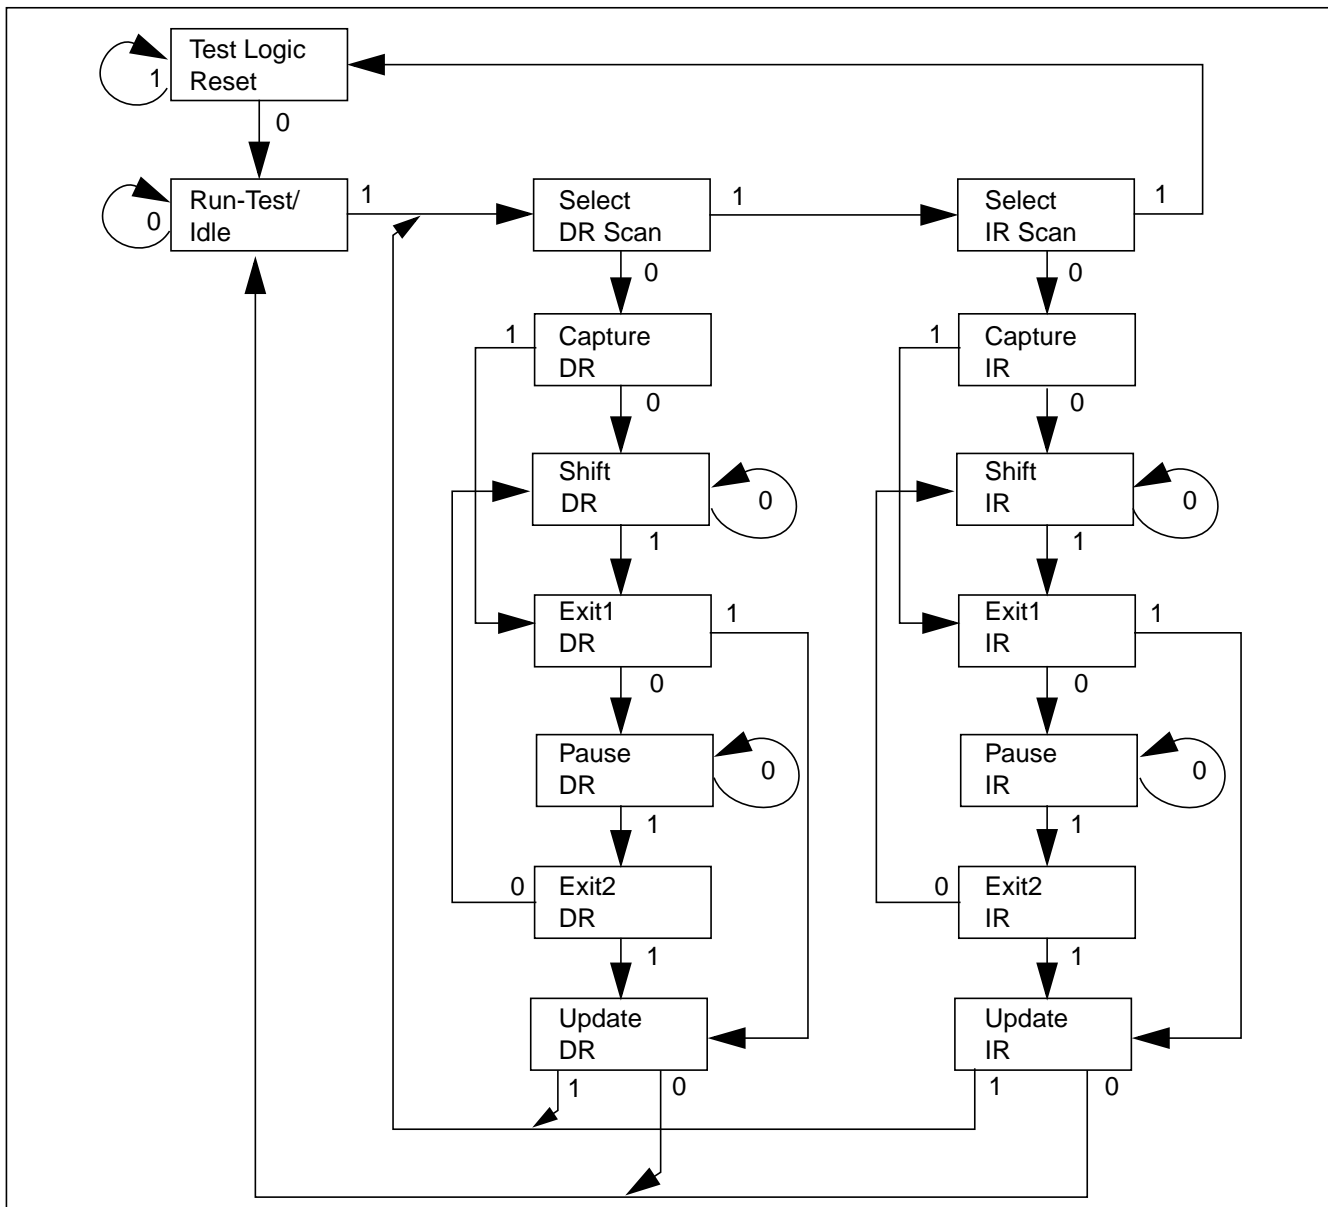 Test Logic
Reset
1
0
Run-Test/
Idle
0
1
Select
DR Scan
1
Select
IR Scan
1
0
0
Capture
DR
1
Capture
IR
1
0
0
Shift
DR
0
Shift
IR
0
1
1
Exit1
DR
1
Exit1
IR
1
0
0
Pause
DR
0
Pause
IR
0
1
1
Exit2
DR
0
Exit2
IR
0
1
1
Update
DR
Update
IR
1
0
1
0